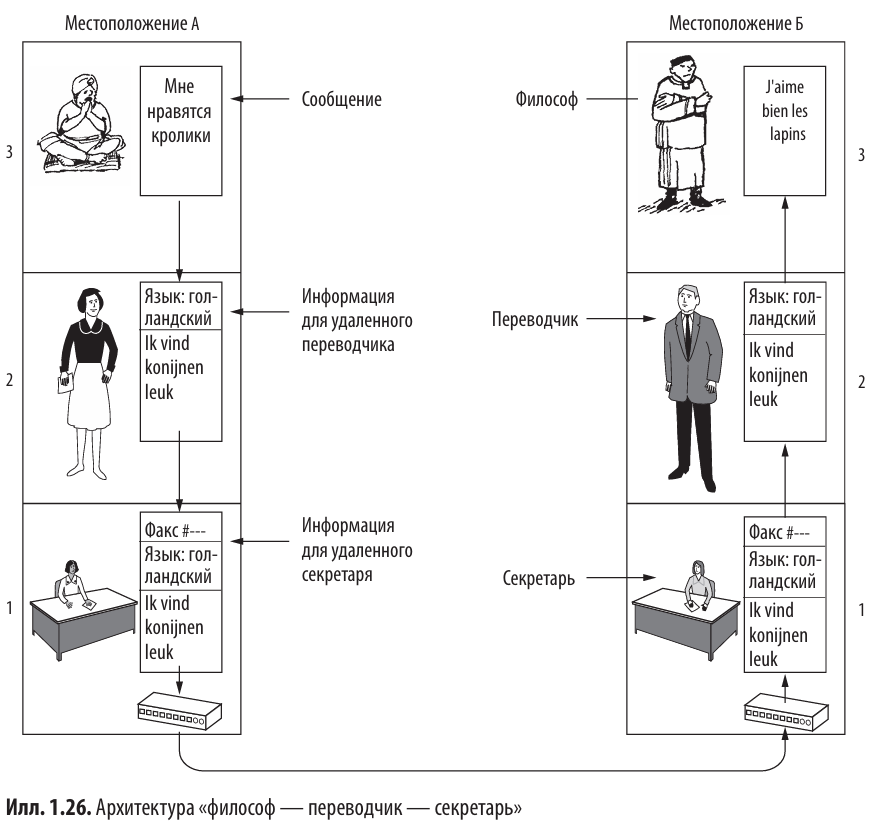 Местоположение А
Местоположение Б
3
Мне
нравятся
кролики
Сообщение
Философ
J'aime
bien les
lapins
3
2
Язык: гол-
ландский
Ik vind
konijnen
leuk
Информация
для удаленного
переводчика
Переводчик
Язык: гол-
ландский
Ik vind
konijnen
leuk
2
1
Факс #---
Язык: гол-
ландский
Ik vind
konijnen
leuk
Информация
для удаленного
секретаря
Секретарь
Факс #---
Язык: гол-
ландский
Ik vind
konijnen
leuk
1
Илл. 1.26. Архитектура «философ — переводчик — секретарь»